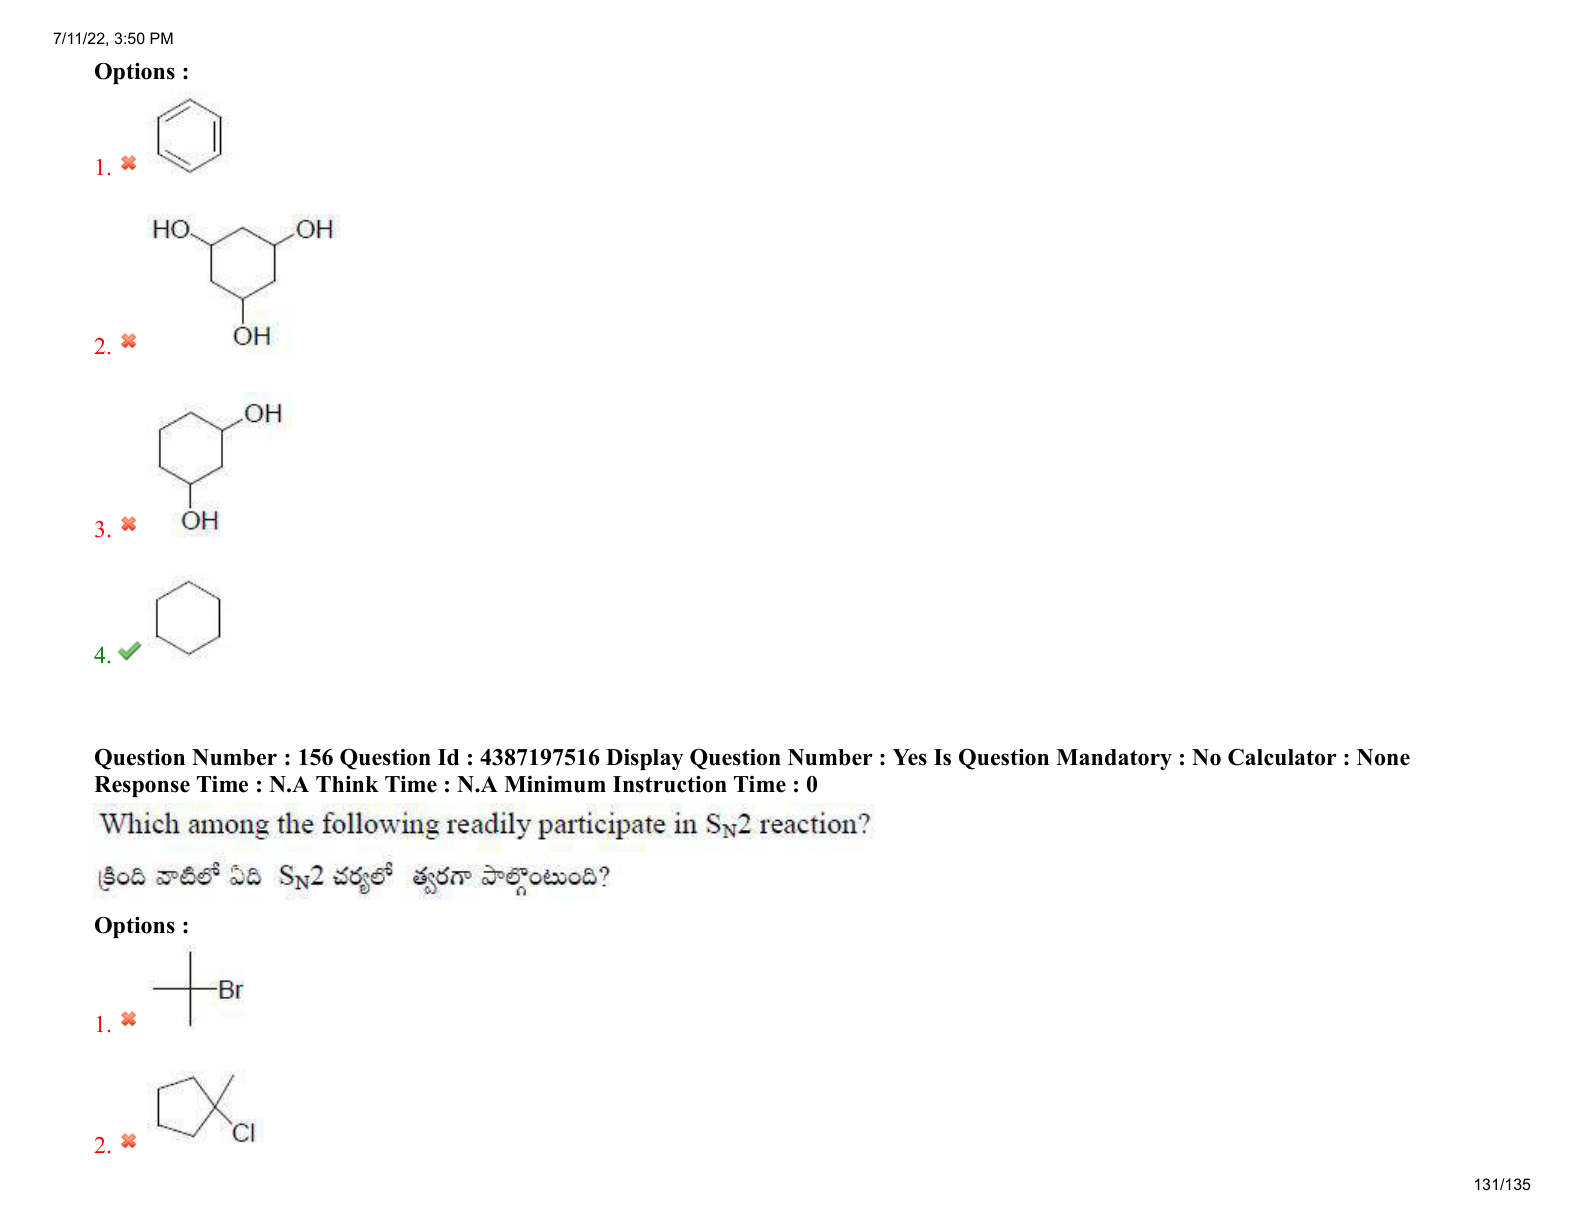 7/11/22, 3:50 PM
Options :
1.
HO OH
OH
2.
OH
OH
3.
4.
Question Number : 156 Question Id : 4387197516 Display Question Number : Yes Is Question Mandatory : No Calculator : None
Response Time : N.A Think Time : N.A Minimum Instruction Time : 0
Which among the following readily participate in SN2 reaction?
క్రింది వాటిలో ఏది SN2 చర్యలో త్వరగా పాల్గొంటుంది?
Options :
Br
1.
Cl
2.
131/135